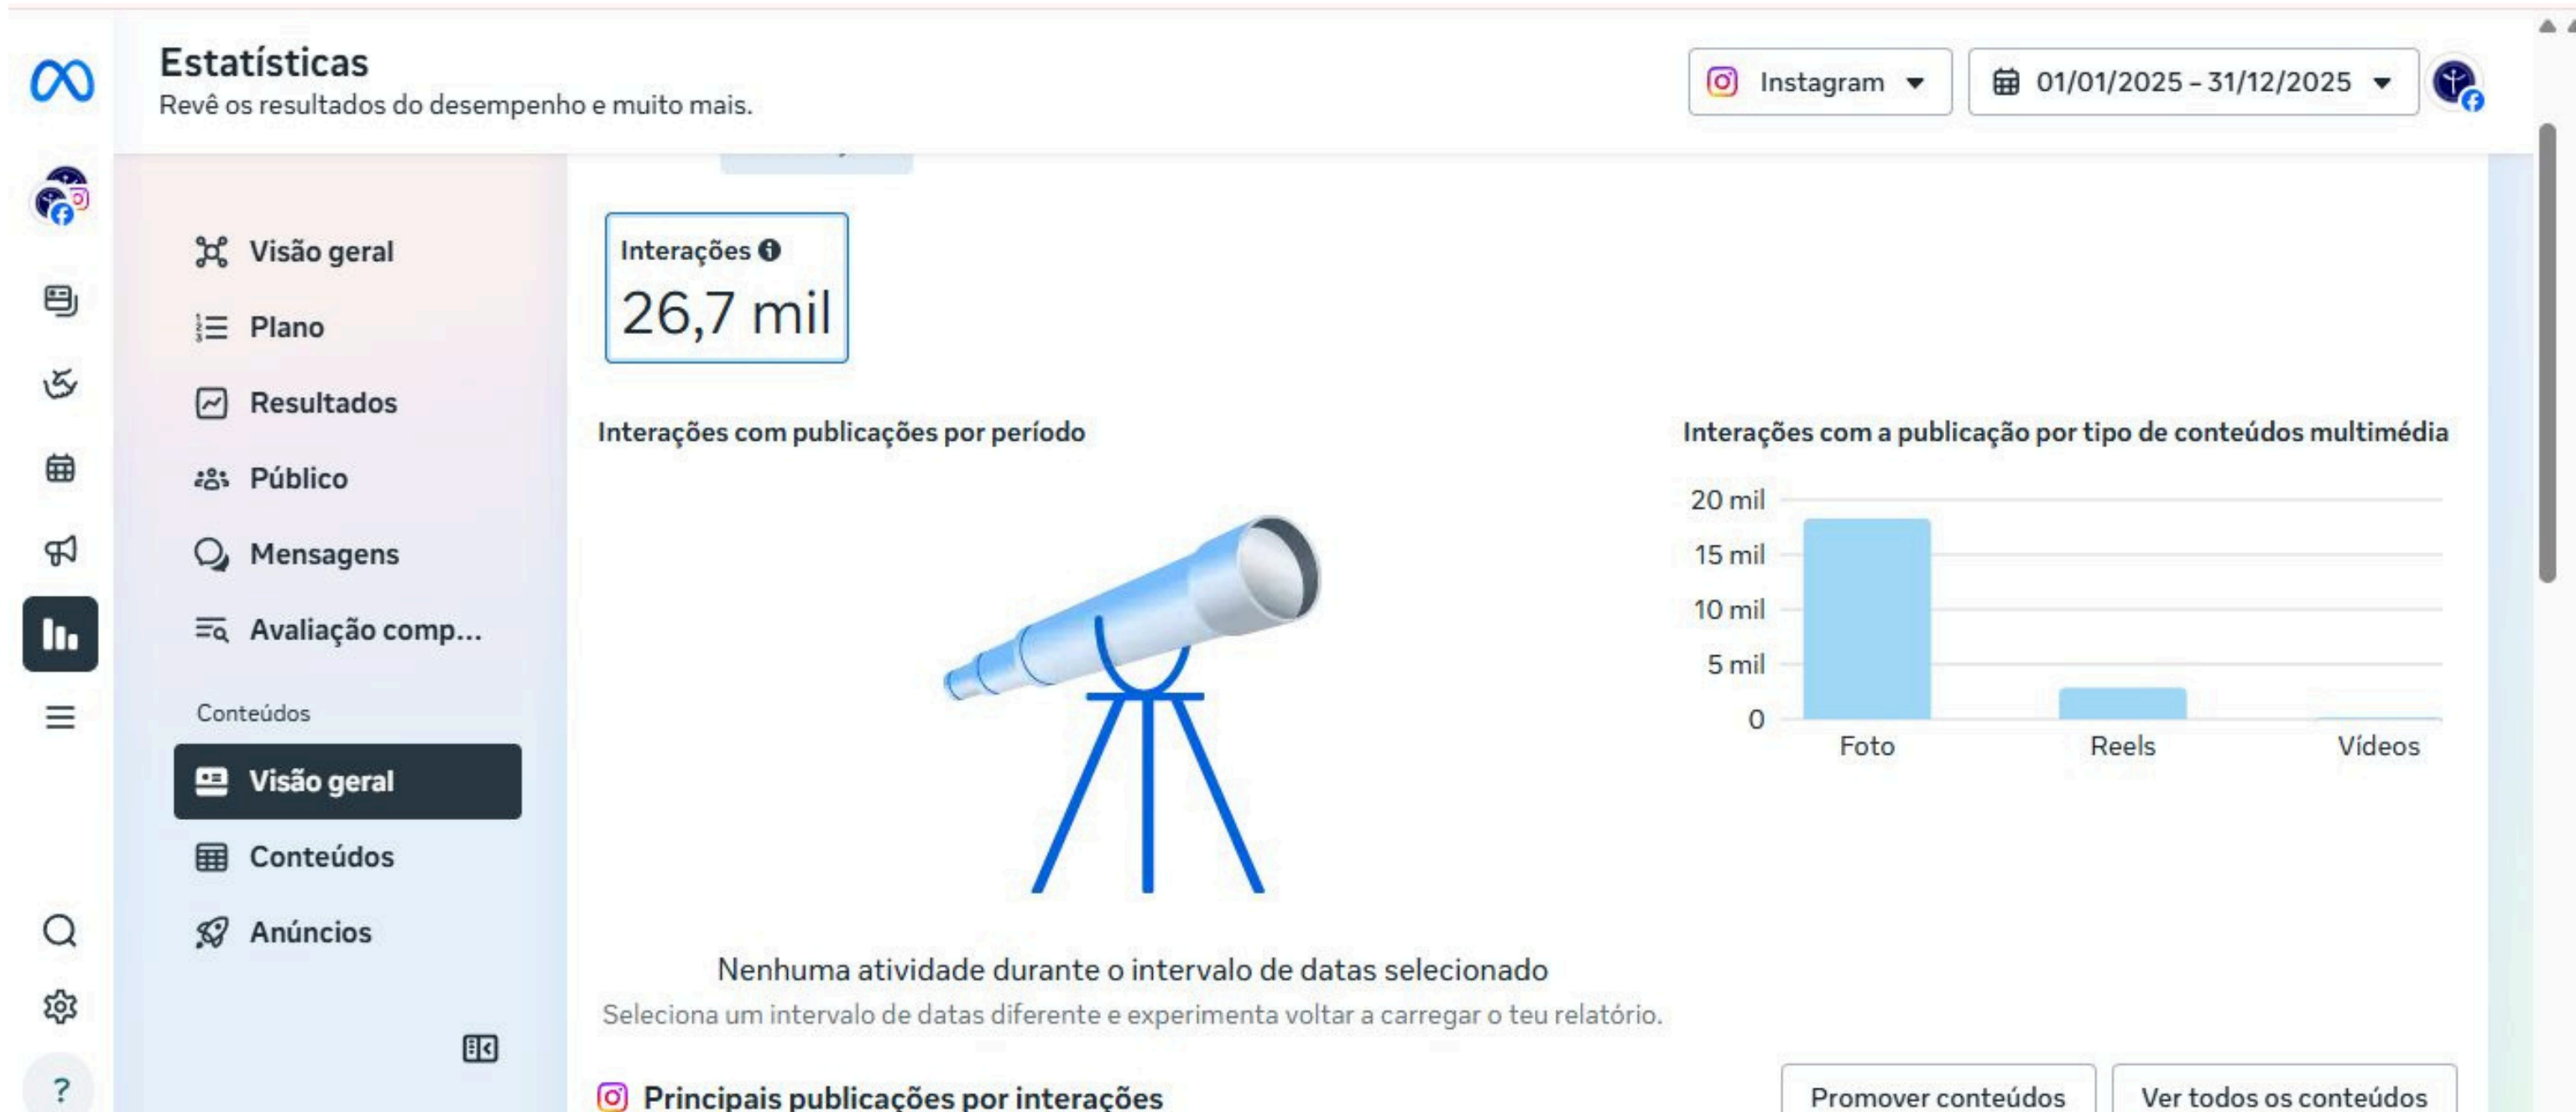 Estatísticas
Revê os resultados do desempenho e muito mais.
Instagram
01/01/2025 – 31/12/2025
Visão geral
Plano
Resultados
Público
Mensagens
Avaliação comp...
Conteúdos
Visão geral
Conteúdos
Anúncios
?
Interações
26,7 mil
Interações com publicações por período
Nenhuma atividade durante o intervalo de datas selecionado
Seleciona um intervalo de datas diferente e experimenta voltar a carregar o teu relatório.
Interações com a publicação por tipo de conteúdos multimédia
20 mil
15 mil
10 mil
5 mil
0
Foto Reels Vídeos
Principais publicações por interações
Promover conteúdos
Ver todos os conteúdos